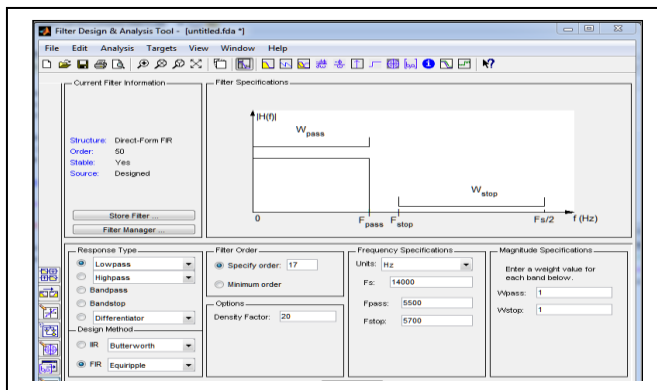 Filter Design & Analysis Tool - [untitled.fda *]
File Edit Analysis Targets View Window Help
Current Filter Information
Structure: Direct-Form FIR
Order: 50
Stable: Yes
Source: Designed
Store Filter ...
Filter Manager ...
Filter Specifications
|H(f)|
Wpass
Wstop
0 Fpass Fstop Fs/2 f (Hz)
Response Type
Lowpass
Highpass
Bandpass
Bandstop
Differentiator
Design Method
IIR Butterworth
FIR Equiripple
Filter Order
Specify order: 17
Minimum order
Options
Density Factor: 20
Frequency Specifications
Units: Hz
Fs: 14000
Fpass: 5500
Fstop: 5700
Magnitude Specifications
Enter a weight value for
each band below.
Wpass: 1
Wstop: 1